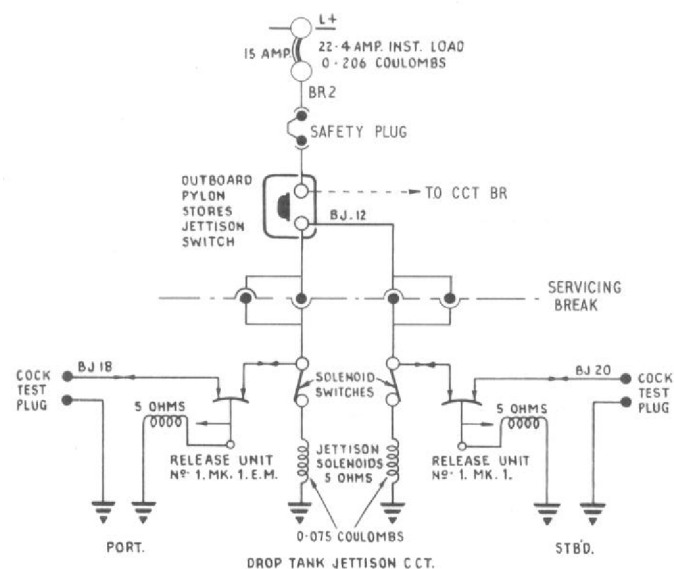 L+
15 AMP.
22·4 AMP. INST. LOAD
0·206 COULOMBS
BR2
SAFETY PLUG
OUTBOARD
PYLON
STORES
JETTISON
SWITCH
TO CCT BR
BJ.12
SERVICING
BREAK
COCK
TEST
PLUG
BJ 18
5 OHMS
SOLENOID
SWITCHES
BJ 20
5 OHMS
COCK
TEST
PLUG
RELEASE UNIT
Nº· 1. MK. 1. E.M.
JETTISON
SOLENOIDS
5 OHMS
RELEASE UNIT
Nº· 1. MK. 1.
0·075 COULOMBS
PORT.
STB'D.
DROP TANK JETTISON CCT.